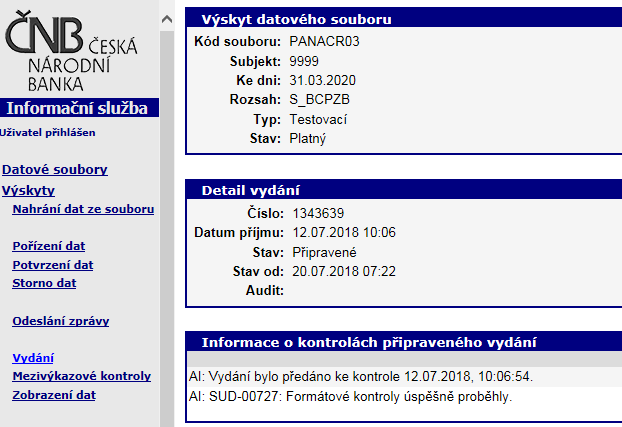 ČNB ČESKÁ
NÁRODNÍ
BANKA
Informační služba
Uživatel přihlášen
Datové soubory
Výskyty
Nahrání dat ze souboru
Pořízení dat
Potvrzení dat
Storno dat
Odeslání zprávy
Vydání
Mezivýkazové kontroly
Zobrazení dat
Výskyt datového souboru
Kód souboru: PANACR03
Subjekt: 9999
Ke dni: 31.03.2020
Rozsah: S_BCPZB
Typ: Testovací
Stav: Platný
Detail vydání
Číslo: 1343639
Datum příjmu: 12.07.2018 10:06
Stav: Připravené
Stav od: 20.07.2018 07:22
Audit:
Informace o kontrolách připraveného vydání
AI: Vydání bylo předáno ke kontrole 12.07.2018, 10:06:54.
AI: SUD-00727: Formátové kontroly úspěšně proběhly.